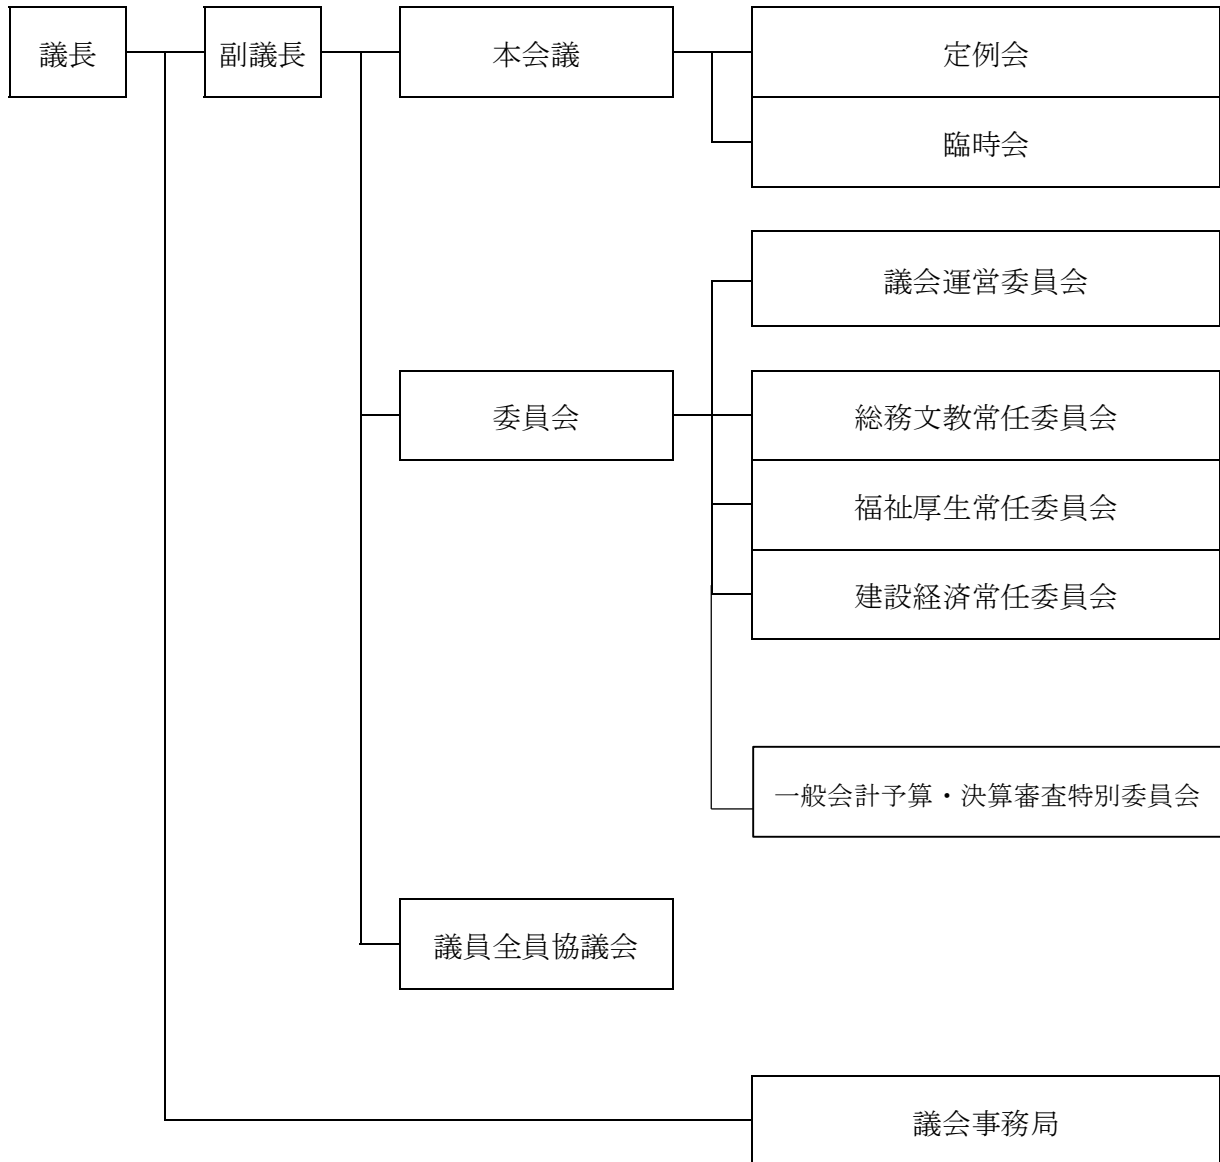 議長
副議長
本会議
定例会
臨時会
議会運営委員会
委員会
総務文教常任委員会
福祉厚生常任委員会
建設経済常任委員会
一般会計予算・決算審査特別委員会
議員全員協議会
議会事務局